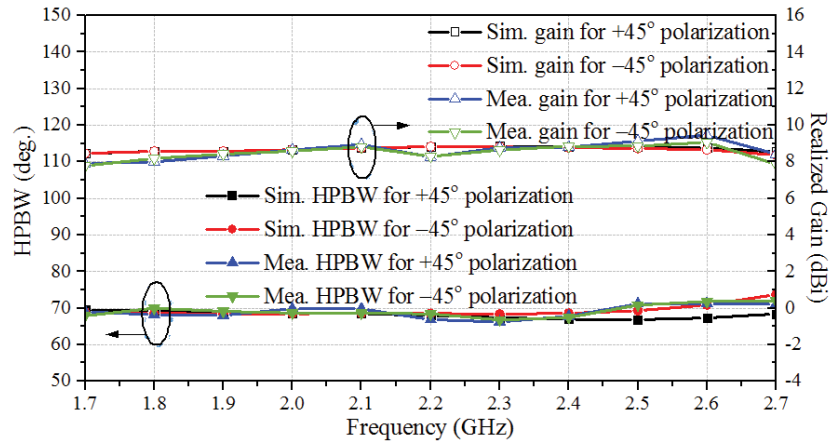 150
140
130
120
110
100
90
80
70
60
50
HPBW (deg.)
16
14
12
10
8
6
4
2
0
-2
-4
Realized Gain (dBi)
Sim. gain for +45° polarization
Sim. gain for −45° polarization
Mea. gain for +45° polarization
Mea. gain for −45° polarization
Sim. HPBW for +45° polarization
Sim. HPBW for −45° polarization
Mea. HPBW for +45° polarization
Mea. HPBW for −45° polarization
1.7 1.8 1.9 2.0 2.1 2.2 2.3 2.4 2.5 2.6 2.7
Frequency (GHz)